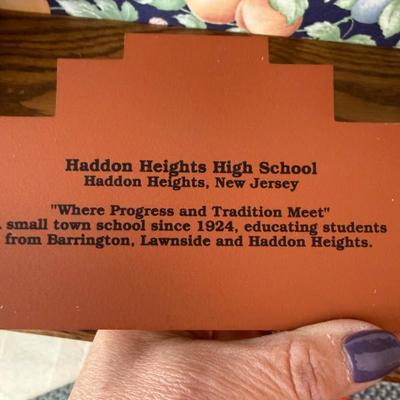 Haddon Heights High School
Haddon Heights, New Jersey
"Where Progress and Tradition Meet"
small town school since 1924, educating students
from Barrington, Lawnside and Haddon Heights.